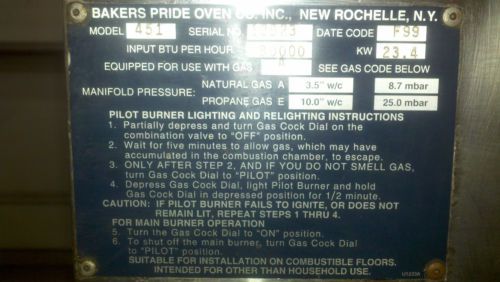 BAKERS PRIDE OVEN CO. INC., NEW ROCHELLE, N.Y.
MODEL 451 SERIAL NO. DATE CODE F99
INPUT BTU PER HOUR KW 23.4
EQUIPPED FOR USE WITH GAS A SEE GAS CODE BELOW
NATURAL GAS A 3.5" w/c 8.7 mbar
MANIFOLD PRESSURE:
PROPANE GAS E 10.0" w/c 25.0 mbar
PILOT BURNER LIGHTING AND RELIGHTING INSTRUCTIONS
1. Partially depress and turn Gas Cock Dial on the
combination valve to "OFF" position.
2. Wait for five minutes to allow gas, which may have
accumulated in the combustion chamber, to escape.
3. ONLY AFTER STEP 2, AND IF YOU DO NOT SMELL GAS,
turn Gas Cock Dial to "PILOT" position.
4. Depress Gas Cock Dial, light Pilot Burner and hold
Gas Cock Dial in depressed position for 1/2 minute.
CAUTION: IF PILOT BURNER FAILS TO IGNITE, OR DOES NOT
REMAIN LIT, REPEAT STEPS 1 THRU 4.
FOR MAIN BURNER OPERATION
5. Turn the Gas Cock Dial to "ON" position.
6. To shut off the main burner, turn Gas Cock Dial
to "PILOT" position.
SUITABLE FOR INSTALLATION ON COMBUSTIBLE FLOORS.
INTENDED FOR OTHER THAN HOUSEHOLD USE.